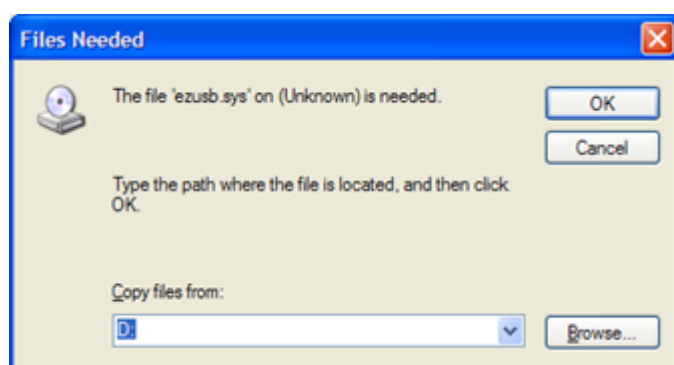 Files Needed
The file 'ezusb.sys' on (Unknown) is needed.
OK
Cancel
Type the path where the file is located, and then click
OK.
Copy files from:
D:
Browse...